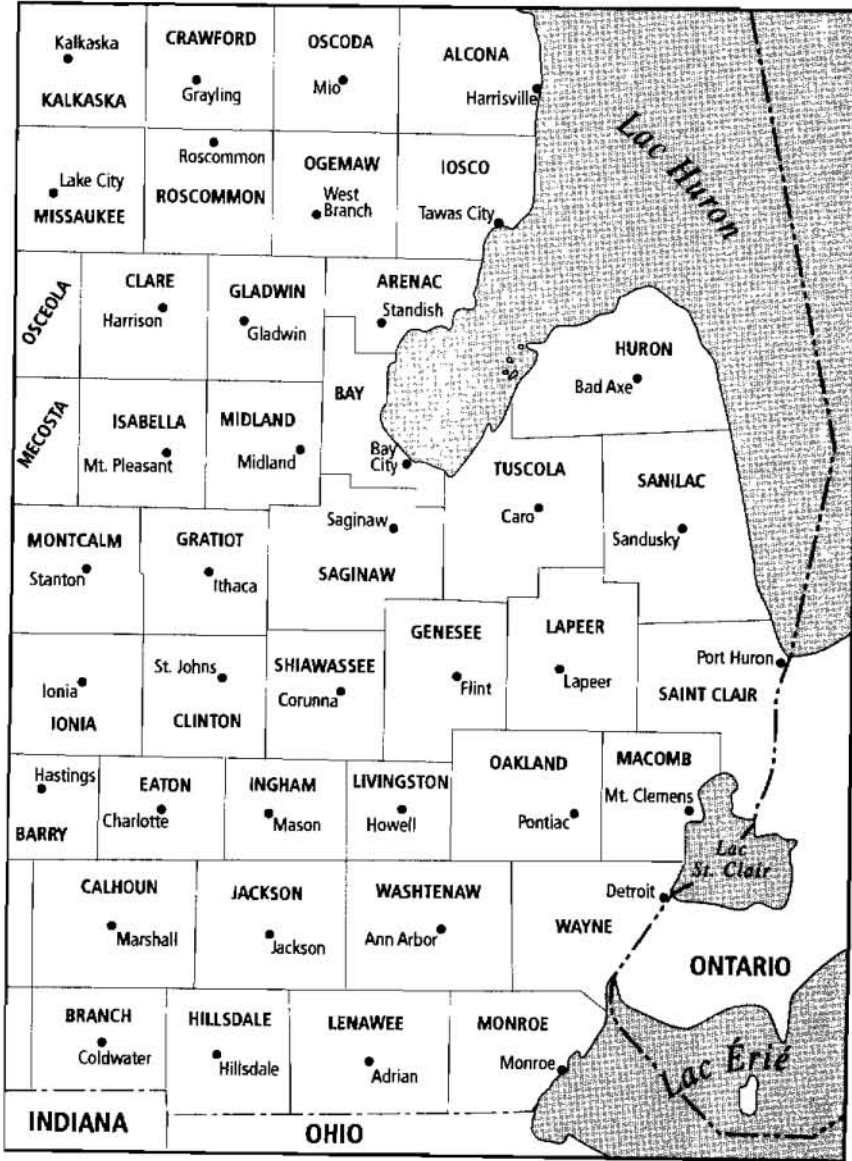 Kalkaska
KALKASKA
CRAWFORD
Grayling
OSCODA
Mio
ALCONA
Harrisville
Lac Huron
Lake City
MISSAUKEE
Roscommon
ROSCOMMON
OGEMAW
West
Branch
IOSCO
Tawas City
OSCEOLA
CLARE
Harrison
GLADWIN
Gladwin
ARENAC
Standish
HURON
Bad Axe
MECOSTA
ISABELLA
Mt. Pleasant
MIDLAND
Midland
BAY
Bay
City
TUSCOLA
Caro
SANILAC
Sandusky
MONTCALM
Stanton
GRATIOT
Ithaca
Saginaw
SAGINAW
GENESEE
Flint
LAPEER
Lapeer
Port Huron
SAINT CLAIR
Ionia
IONIA
St. Johns
CLINTON
SHIAWASSEE
Corunna
Hastings
BARRY
EATON
Charlotte
INGHAM
Mason
LIVINGSTON
Howell
OAKLAND
Pontiac
MACOMB
Mt. Clemens
Lac
St. Clair
CALHOUN
Marshall
JACKSON
Jackson
WASHTENAW
Ann Arbor
Detroit
WAYNE
ONTARIO
BRANCH
Coldwater
HILLSDALE
Hillsdale
LENAWEE
Adrian
MONROE
Monroe
Lac Érié
INDIANA
OHIO